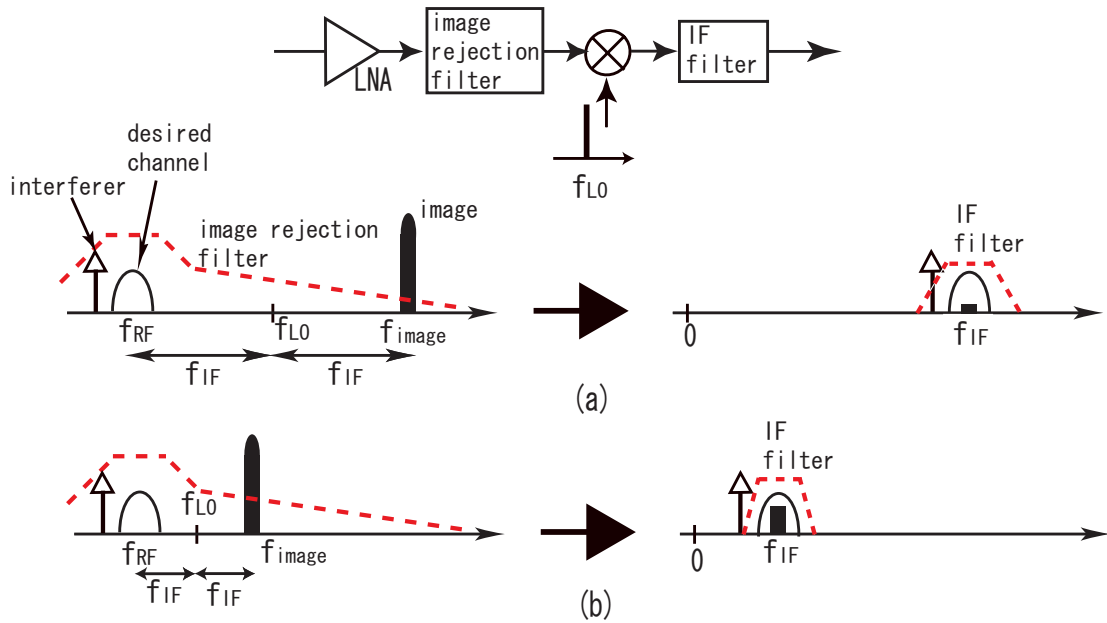 LNA
image
rejection
filter
IF
filter
fLO
desired
channel
interferer
image rejection
filter
image
fRF
fLO
fimage
fIF
fIF
IF
filter
0
fIF
(a)
fLO
fRF
fimage
fIF
fIF
IF
filter
0
fIF
(b)